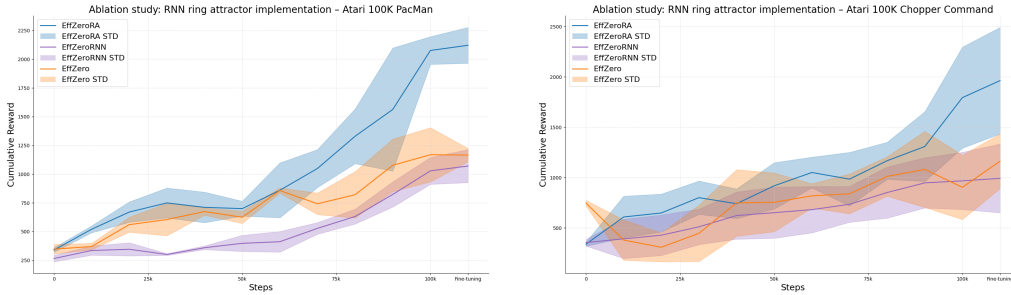 Ablation study: RNN ring attractor implementation – Atari 100K PacMan
EffZeroRA
EffZeroRA STD
EffZeroRNN
EffZeroRNN STD
EffZero
EffZero STD
Cumulative Reward
2250
2000
1750
1500
1250
1000
750
500
250
0
25k
50k
75k
100k
Fine-tuning
Steps
Ablation study: RNN ring attractor implementation – Atari 100K Chopper Command
EffZeroRA
EffZeroRA STD
EffZeroRNN
EffZeroRNN STD
EffZero
EffZero STD
Cumulative Reward
2500
2000
1500
1000
500
0
25k
50k
75k
100k
Fine-tuning
Steps